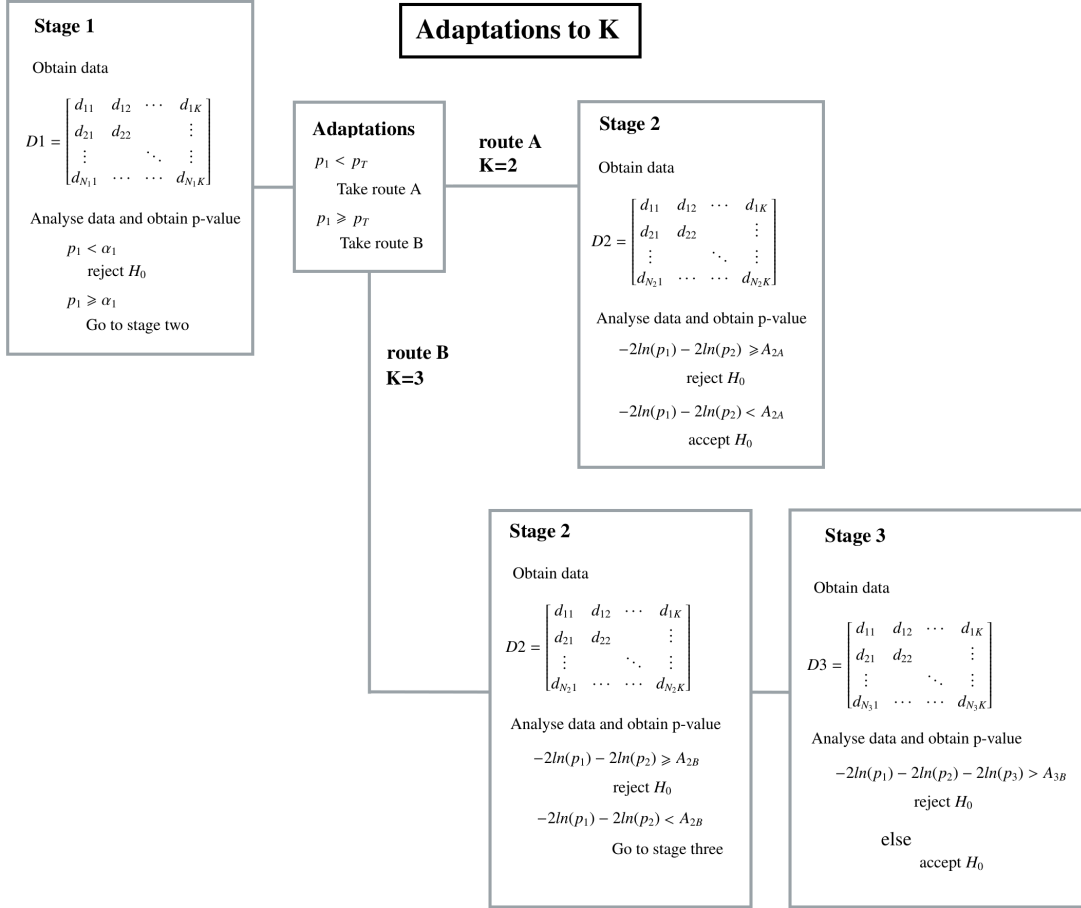 Adaptations to K
Stage 1
Obtain data
D1 = [ d11 d12 ⋯ d1K
d21 d22 ⋮
⋮ ⋱ ⋮
dN₁1 ⋯ ⋯ dN₁K ]
Analyse data and obtain p-value
p₁ < α₁
reject H₀
p₁ ⩾ α₁
Go to stage two
Adaptations
p₁ < p_T
Take route A
p₁ ⩾ p_T
Take route B
route A
K=2
Stage 2
Obtain data
D2 = [ d11 d12 ⋯ d1K
d21 d22 ⋮
⋮ ⋱ ⋮
dN₂1 ⋯ ⋯ dN₂K ]
Analyse data and obtain p-value
−2ln(p₁) − 2ln(p₂) ⩾ A₂A
reject H₀
−2ln(p₁) − 2ln(p₂) < A₂A
accept H₀
route B
K=3
Stage 2
Obtain data
D2 = [ d11 d12 ⋯ d1K
d21 d22 ⋮
⋮ ⋱ ⋮
dN₂1 ⋯ ⋯ dN₂K ]
Analyse data and obtain p-value
−2ln(p₁) − 2ln(p₂) ⩾ A₂B
reject H₀
−2ln(p₁) − 2ln(p₂) < A₂B
Go to stage three
Stage 3
Obtain data
D3 = [ d11 d12 ⋯ d1K
d21 d22 ⋮
⋮ ⋱ ⋮
dN₃1 ⋯ ⋯ dN₃K ]
Analyse data and obtain p-value
−2ln(p₁) − 2ln(p₂) − 2ln(p₃) > A₃B
reject H₀
else
accept H₀